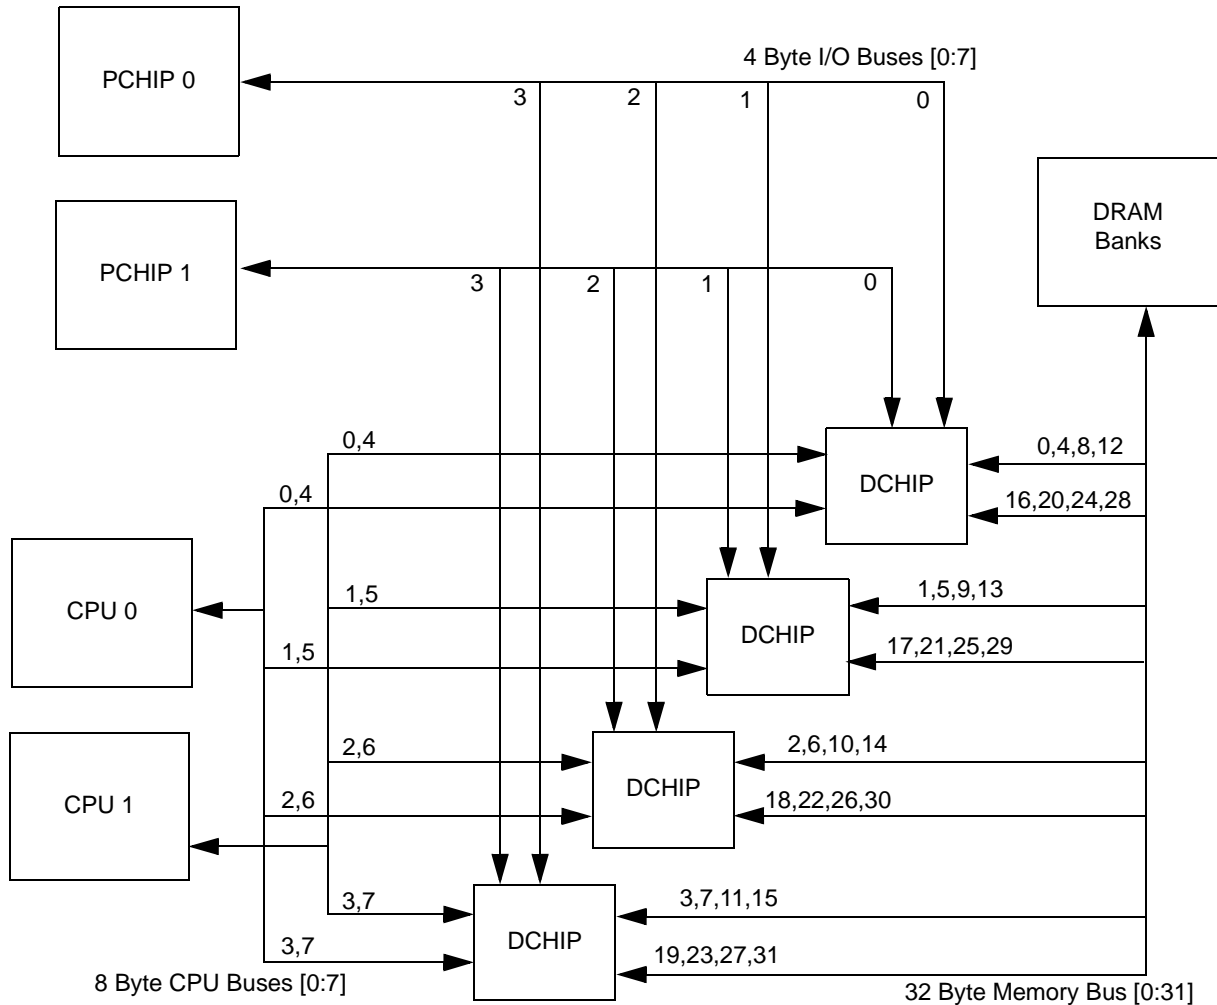 PCHIP 0
4 Byte I/O Buses [0:7]
3
2
1
0
DRAM
Banks
PCHIP 1
3
2
1
0
0,4
0,4,8,12
DCHIP
0,4
16,20,24,28
CPU 0
1,5
1,5,9,13
DCHIP
1,5
17,21,25,29
CPU 1
2,6
2,6,10,14
DCHIP
2,6
18,22,26,30
3,7
3,7,11,15
DCHIP
3,7
19,23,27,31
8 Byte CPU Buses [0:7]
32 Byte Memory Bus [0:31]